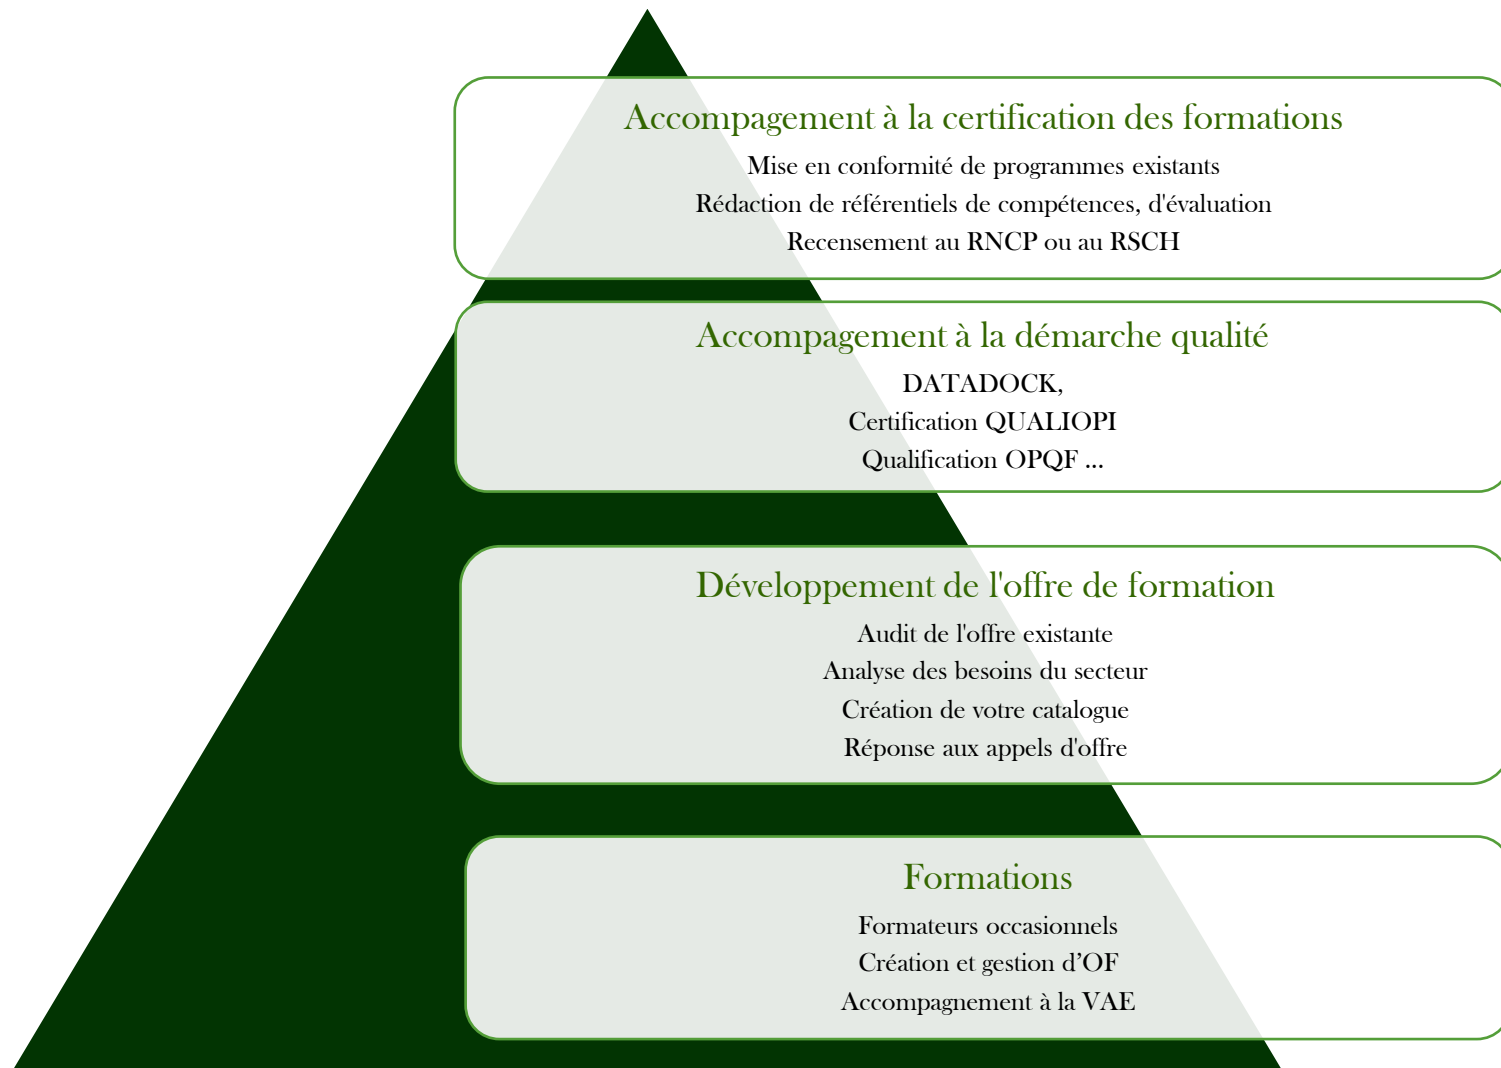 Accompagement à la certification des formations
Mise en conformité de programmes existants
Rédaction de référentiels de compétences, d'évaluation
Recensement au RNCP ou au RSCH
Accompagement à la démarche qualité
DATADOCK,
Certification QUALIOPI
Qualification OPQF ...
Développement de l'offre de formation
Audit de l'offre existante
Analyse des besoins du secteur
Création de votre catalogue
Réponse aux appels d'offre
Formations
Formateurs occasionnels
Création et gestion d’OF
Accompagnement à la VAE